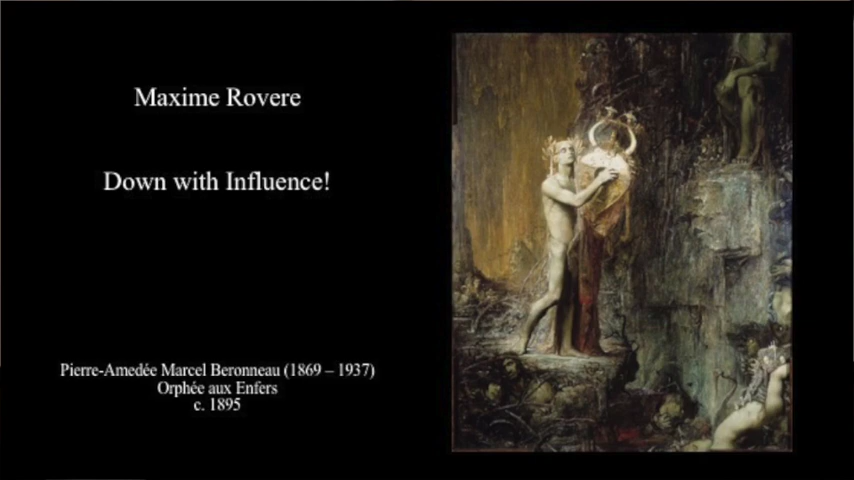 Maxime Rovere
Down with Influence!
Pierre-Amedée Marcel Beronneau (1869 – 1937)
Orphée aux Enfers
c. 1895